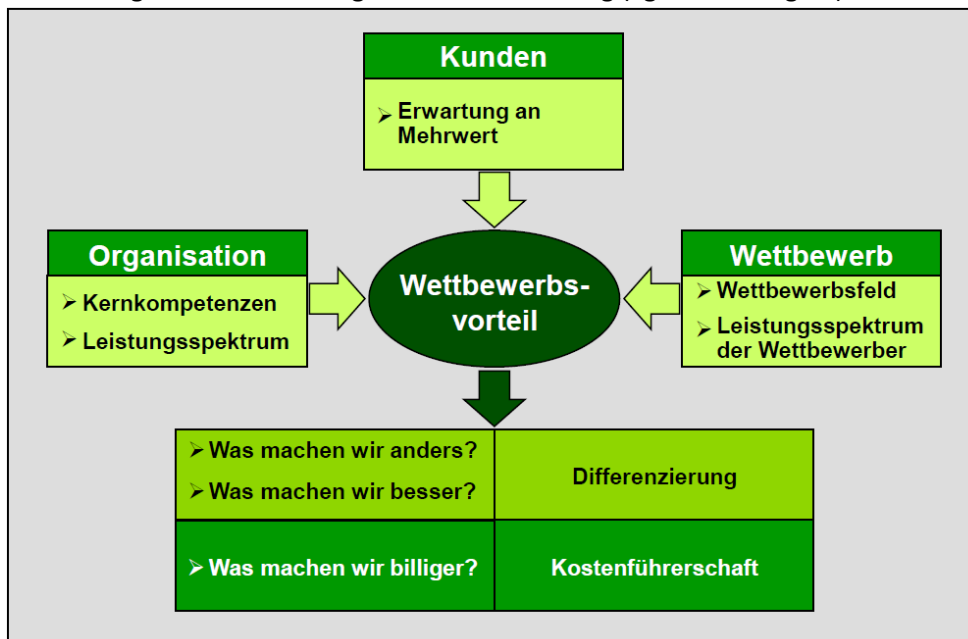 Kunden
➢ Erwartung an
Mehrwert
Organisation
➢ Kernkompetenzen
➢ Leistungsspektrum
Wettbewerbs-
vorteil
Wettbewerb
➢ Wettbewerbsfeld
➢ Leistungsspektrum
der Wettbewerber
➢ Was machen wir anders?
➢ Was machen wir besser?
Differenzierung
➢ Was machen wir billiger?
Kostenführerschaft